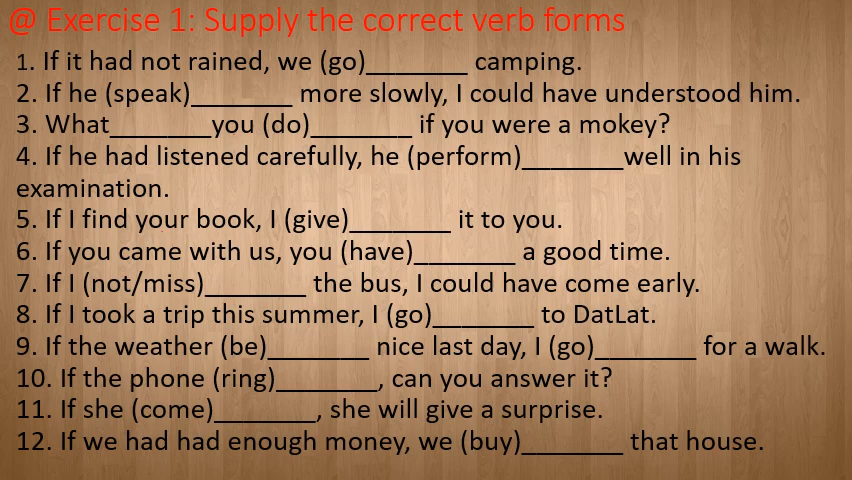 @ Exercise 1: Supply the correct verb forms
1. If it had not rained, we (go)_______ camping.
2. If he (speak)_______ more slowly, I could have understood him.
3. What_______you (do)_______ if you were a mokey?
4. If he had listened carefully, he (perform)_______well in his
examination.
5. If I find your book, I (give)_______ it to you.
6. If you came with us, you (have)_______ a good time.
7. If I (not/miss)_______ the bus, I could have come early.
8. If I took a trip this summer, I (go)_______ to DatLat.
9. If the weather (be)_______ nice last day, I (go)_______ for a walk.
10. If the phone (ring)_______, can you answer it?
11. If she (come)_______, she will give a surprise.
12. If we had had enough money, we (buy)_______ that house.